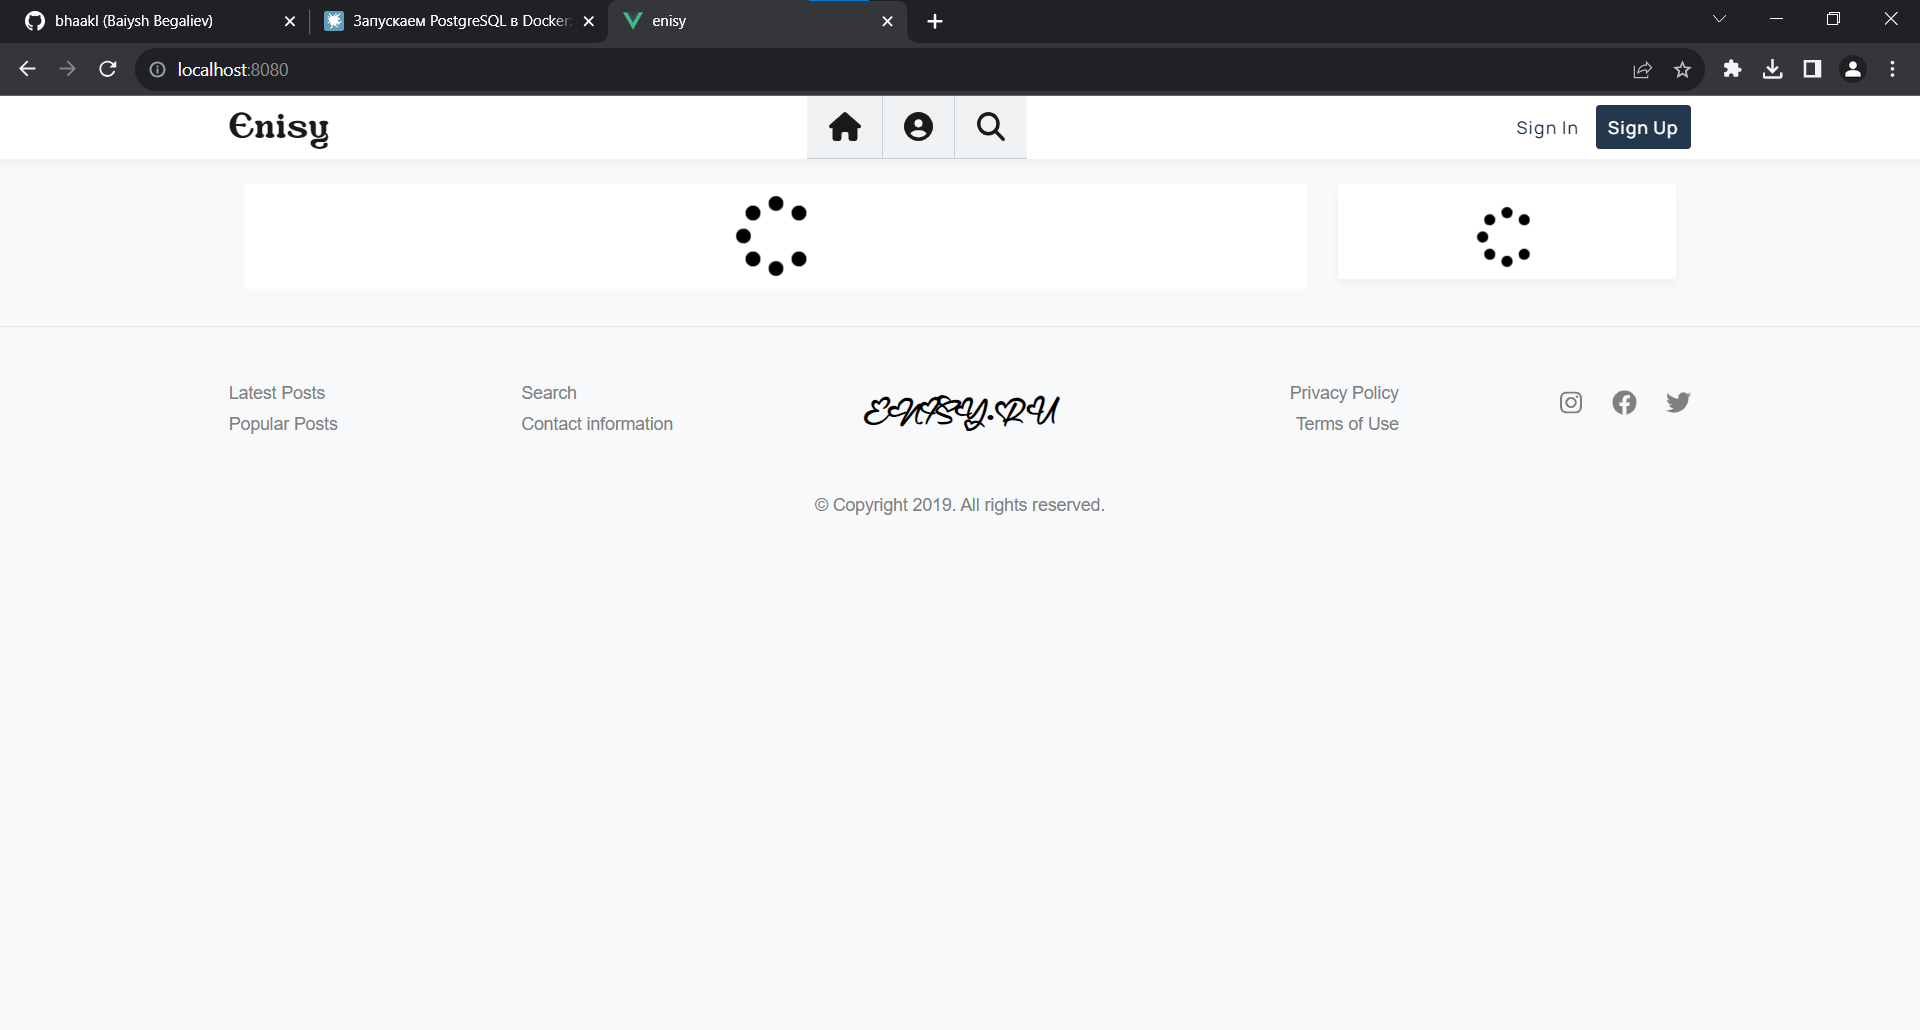 bhaakl (Baiysh Begaliev)
Запускаем PostgreSQL в Docker:
enisy
localhost:8080
Enisy
Sign In
Sign Up
Latest Posts
Search
ENISY.RU
Privacy Policy
Popular Posts
Contact information
Terms of Use
© Copyright 2019. All rights reserved.